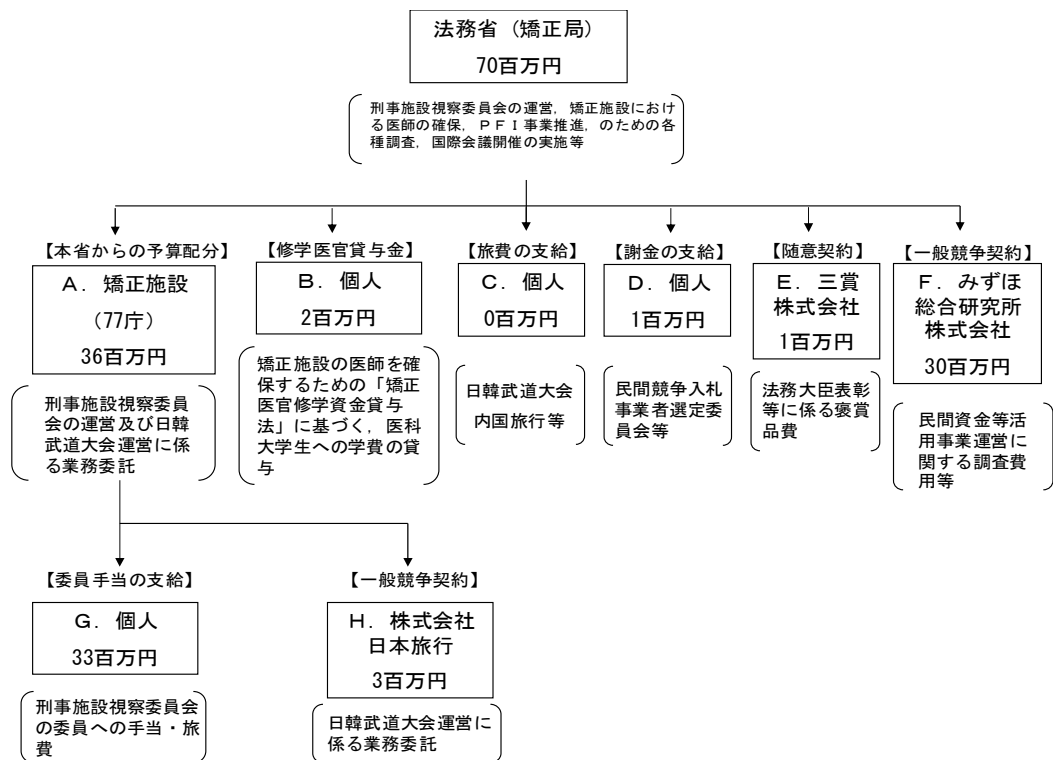 法務省（矯正局）
70百万円
刑事施設視察委員会の運営，矯正施設におけ
る医師の確保，ＰＦＩ事業推進，のための各
種調査，国際会議開催の実施等
【本省からの予算配分】
Ａ．矯正施設
（77庁）
36百万円
刑事施設視察委員
会の運営及び日韓
武道大会運営に係
る業務委託
【修学医官貸与金】
Ｂ．個人
2百万円
矯正施設の医師を確
保するための「矯正
医官修学資金貸与
法」に基づく，医科
大学生への学費の貸
与
【旅費の支給】
Ｃ．個人
0百万円
日韓武道大会
内国旅行等
【謝金の支給】
Ｄ．個人
1百万円
民間競争入札
事業者選定委
員会等
【随意契約】
Ｅ．三賞
株式会社
1百万円
法務大臣表彰
等に係る褒賞
品費
【一般競争契約】
Ｆ．みずほ
総合研究所
株式会社
30百万円
民間資金等活
用事業運営に
関する調査費
用等
【委員手当の支給】
Ｇ．個人
33百万円
刑事施設視察委員会
の委員への手当・旅
費
【一般競争契約】
Ｈ．株式会社
日本旅行
3百万円
日韓武道大会運営に
係る業務委託